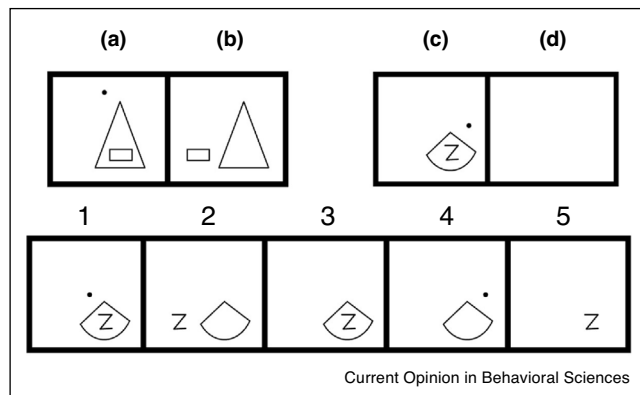 (a) (b) (c) (d)
Z
1 2 3 4 5
Z Z Z Z
Current Opinion in Behavioral Sciences